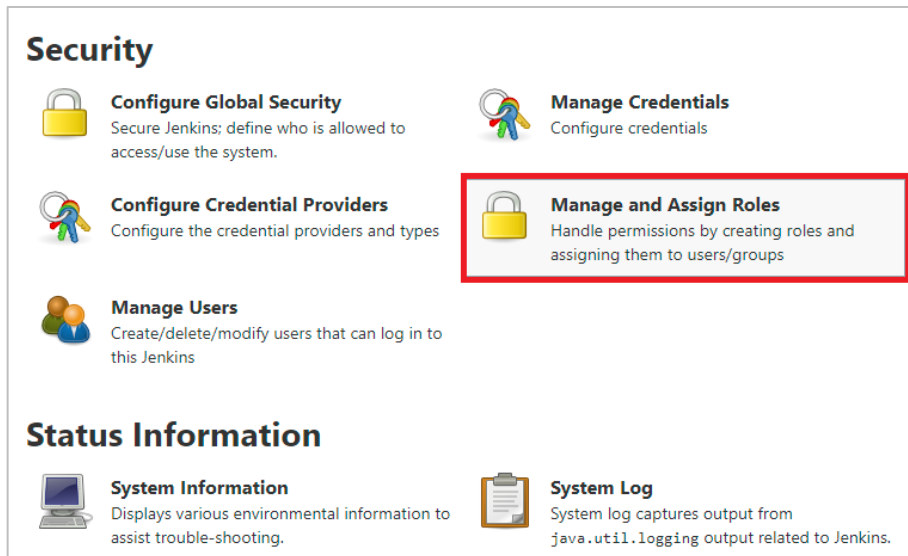 Security
Configure Global Security
Secure Jenkins; define who is allowed to
access/use the system.
Manage Credentials
Configure credentials
Configure Credential Providers
Configure the credential providers and types
Manage and Assign Roles
Handle permissions by creating roles and
assigning them to users/groups
Manage Users
Create/delete/modify users that can log in to
this Jenkins
Status Information
System Information
Displays various environmental information to
assist trouble-shooting.
System Log
System log captures output from
java.util.logging output related to Jenkins.